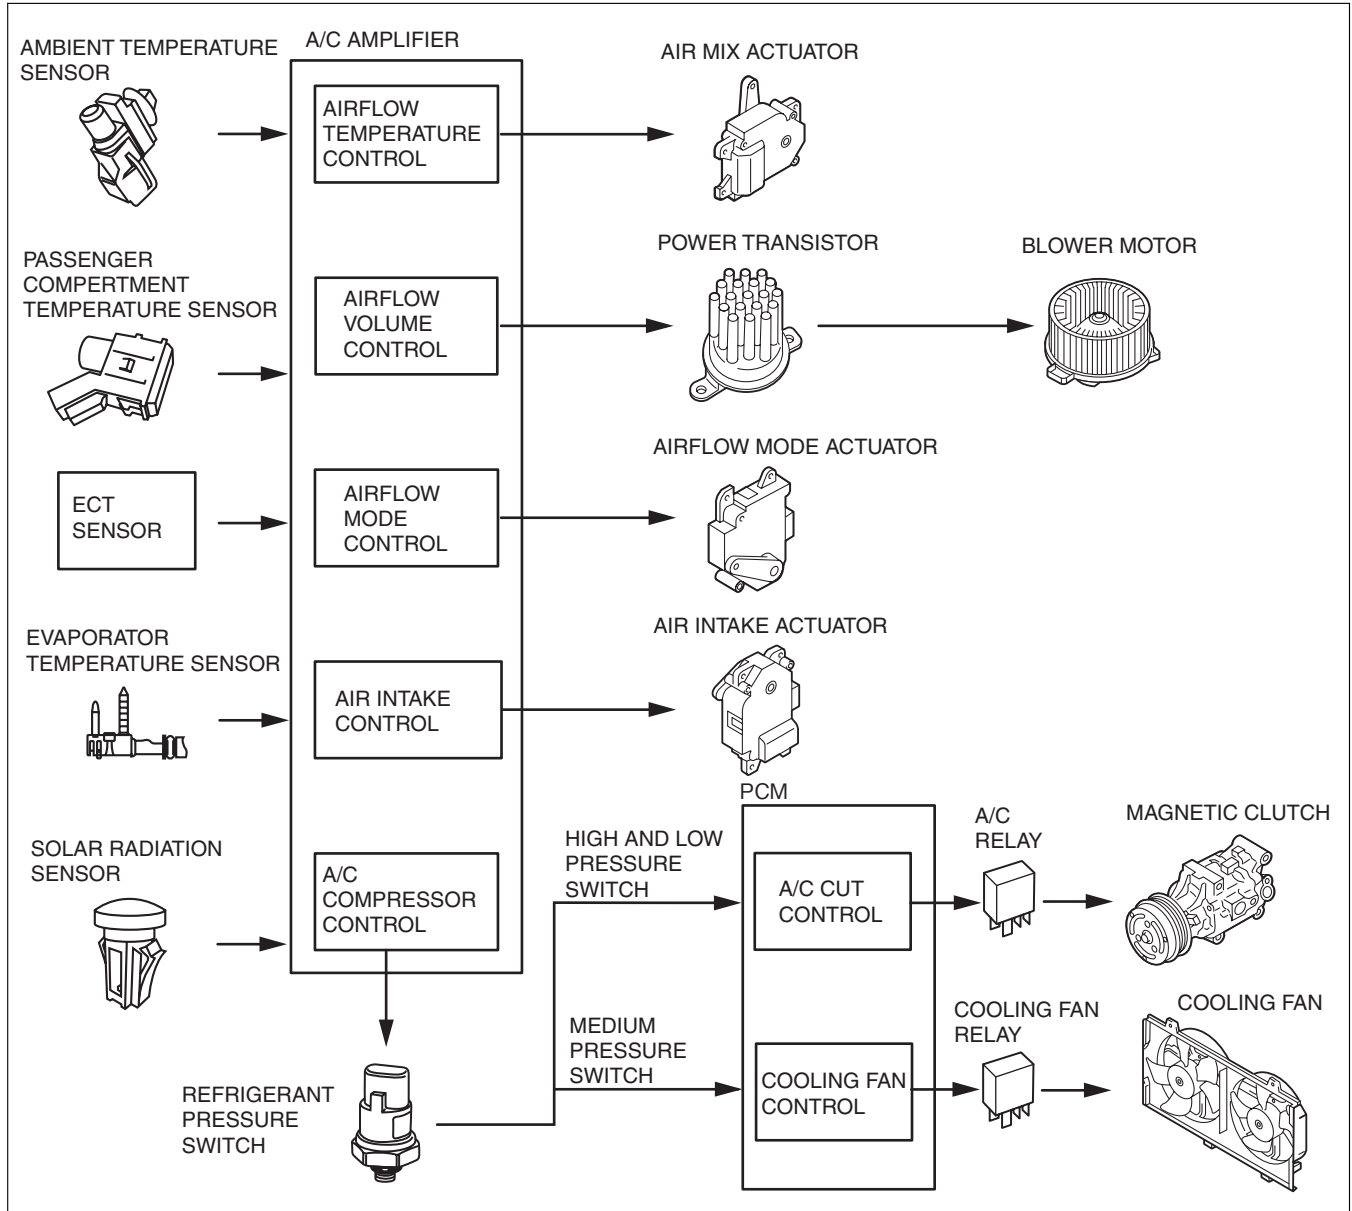 AMBIENT TEMPERATURE
SENSOR
A/C AMPLIFIER
AIR MIX ACTUATOR
AIRFLOW
TEMPERATURE
CONTROL
PASSENGER
COMPERTMENT
TEMPERATURE SENSOR
AIRFLOW
VOLUME
CONTROL
POWER TRANSISTOR
BLOWER MOTOR
ECT
SENSOR
AIRFLOW
MODE
CONTROL
AIRFLOW MODE ACTUATOR
EVAPORATOR
TEMPERATURE SENSOR
AIR INTAKE
CONTROL
AIR INTAKE ACTUATOR
SOLAR RADIATION
SENSOR
A/C
COMPRESSOR
CONTROL
HIGH AND LOW
PRESSURE
SWITCH
PCM
A/C CUT
CONTROL
A/C
RELAY
MAGNETIC CLUTCH
REFRIGERANT
PRESSURE
SWITCH
MEDIUM
PRESSURE
SWITCH
COOLING FAN
CONTROL
COOLING FAN
RELAY
COOLING FAN